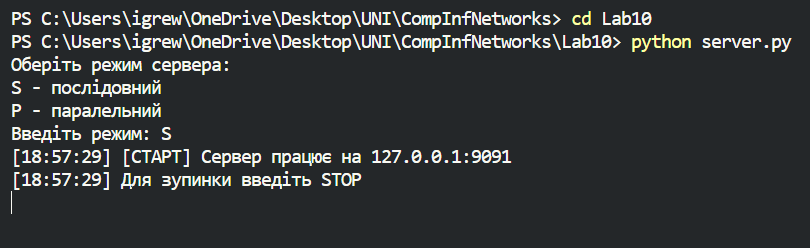 PS C:\Users\igrew\OneDrive\Desktop\UNI\CompInfNetworks> cd Lab10
PS C:\Users\igrew\OneDrive\Desktop\UNI\CompInfNetworks\Lab10> python server.py
Оберіть режим сервера:
S - послідовний
P - паралельний
Введіть режим: S
[18:57:29] [СТАРТ] Сервер працює на 127.0.0.1:9091
[18:57:29] Для зупинки введіть STOP